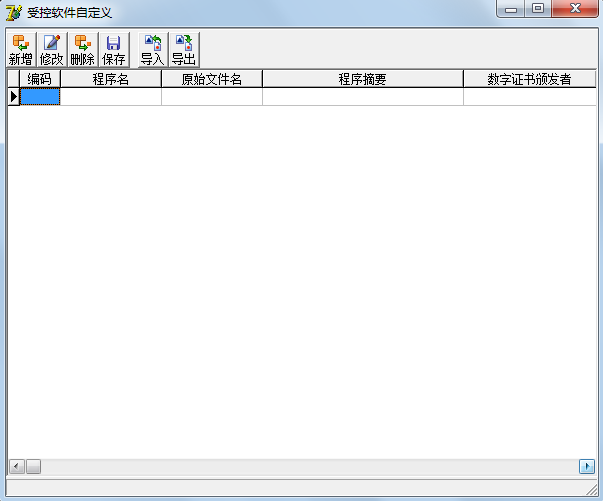 受控软件自定义
新增 修改 删除 保存 导入 导出
编码 程序名 原始文件名 程序摘要 数字证书颁发者